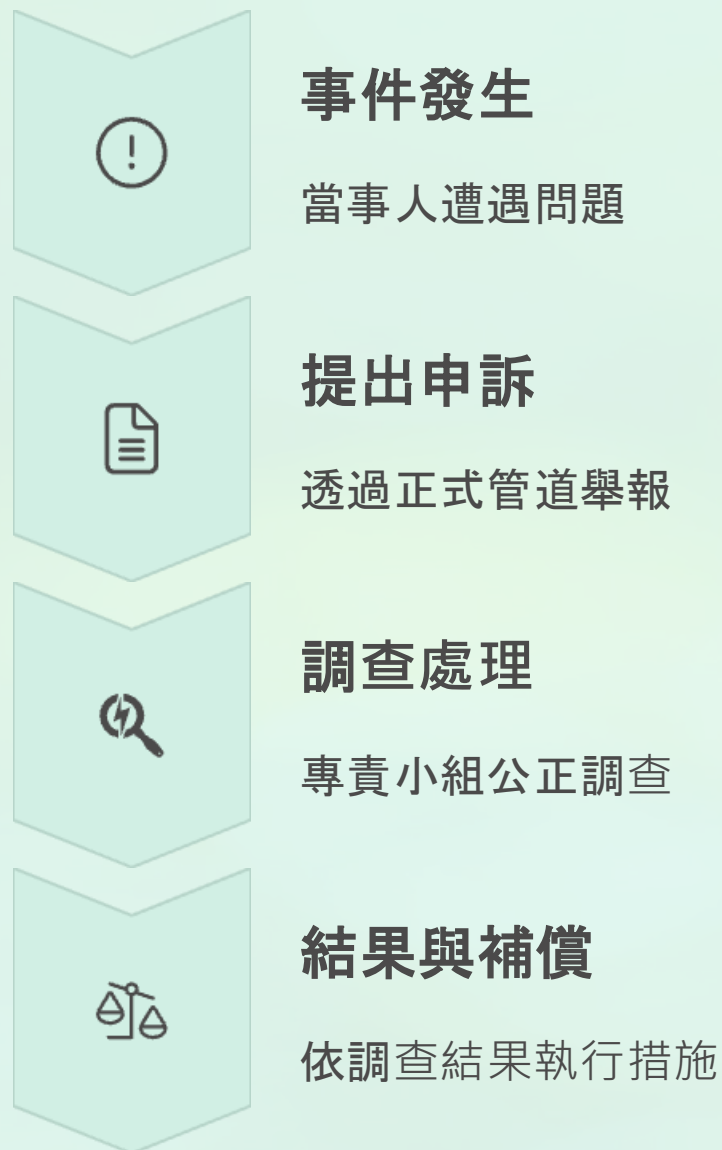 事件發生
當事人遭遇問題
提出申訴
透過正式管道舉報
調查處理
專責小組公正調查
結果與補償
依調查結果執行措施